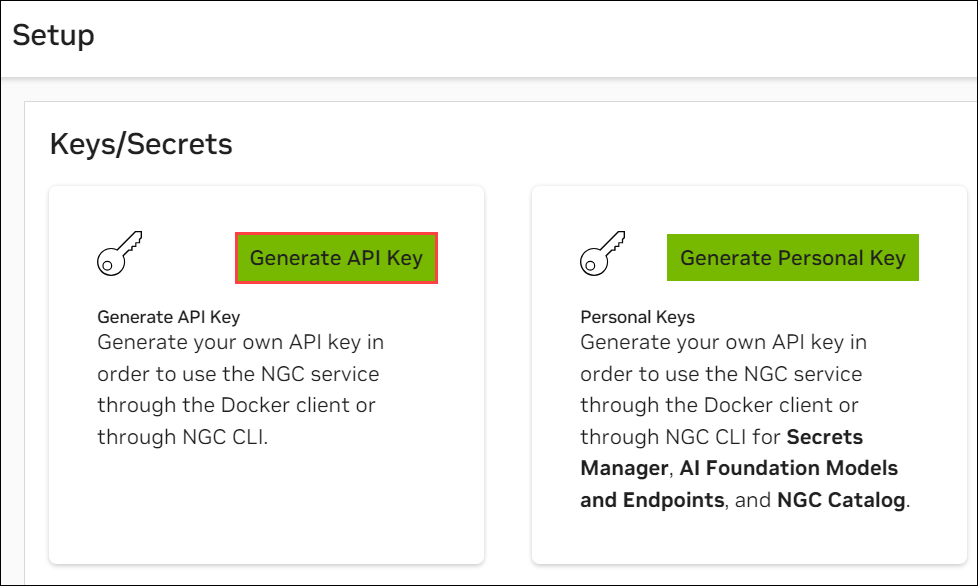 Setup
Keys/Secrets
Generate API Key
Generate API Key
Generate your own API key in
order to use the NGC service
through the Docker client or
through NGC CLI.
Generate Personal Key
Personal Keys
Generate your own API key in
order to use the NGC service
through the Docker client or
through NGC CLI for Secrets
Manager, AI Foundation Models
and Endpoints, and NGC Catalog.